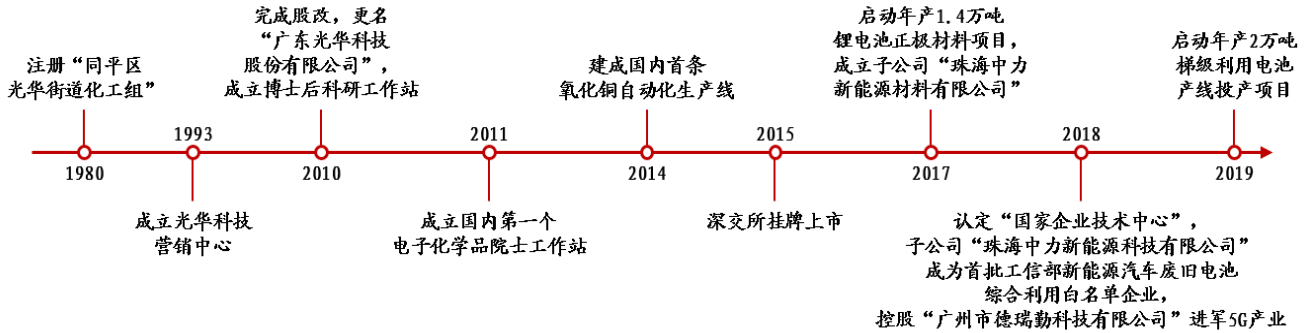 注册“同平区
光华街道化工组”
1980
1993
成立光华科技
营销中心
完成股改，更名
“广东光华科技
股份有限公司”，
成立博士后科研工作站
2010
2011
成立国内第一个
电子化学品院士工作站
建成国内首条
氧化铜自动化生产线
2014
2015
深交所挂牌上市
启动年产1.4万吨
锂电池正极材料项目，
成立子公司“珠海中力
新能源材料有限公司”
2017
2018
认定“国家企业技术中心”，
子公司“珠海中力新能源科技有限公司”
成为首批工信部新能源汽车废旧电池
综合利用白名单企业，
控股“广州市德瑞勤科技有限公司”进军5G产业
启动年产2万吨
梯级利用电池
产线投产项目
2019